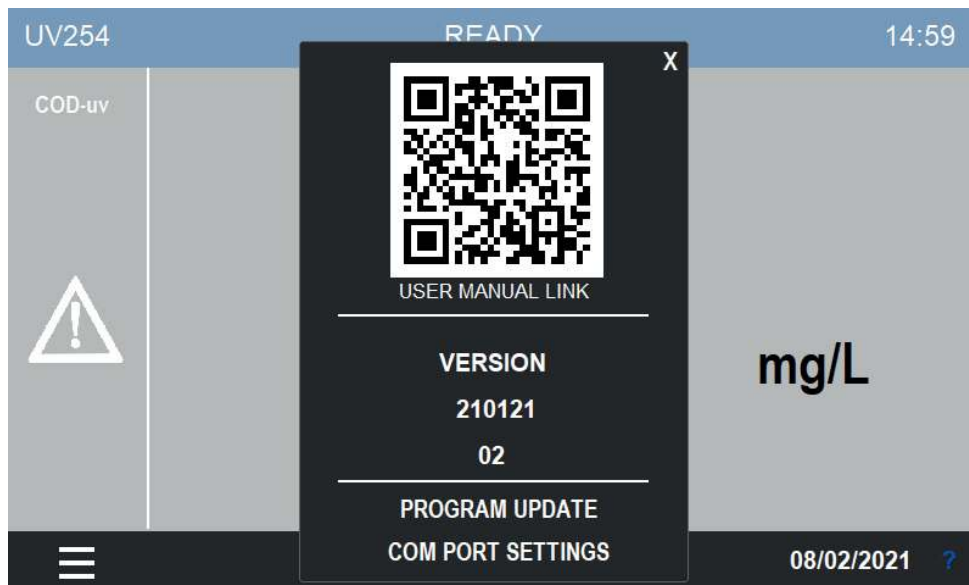 UV254
READY
14:59
COD-uv
X
USER MANUAL LINK
VERSION
210121
02
mg/L
PROGRAM UPDATE
COM PORT SETTINGS
08/02/2021 ?